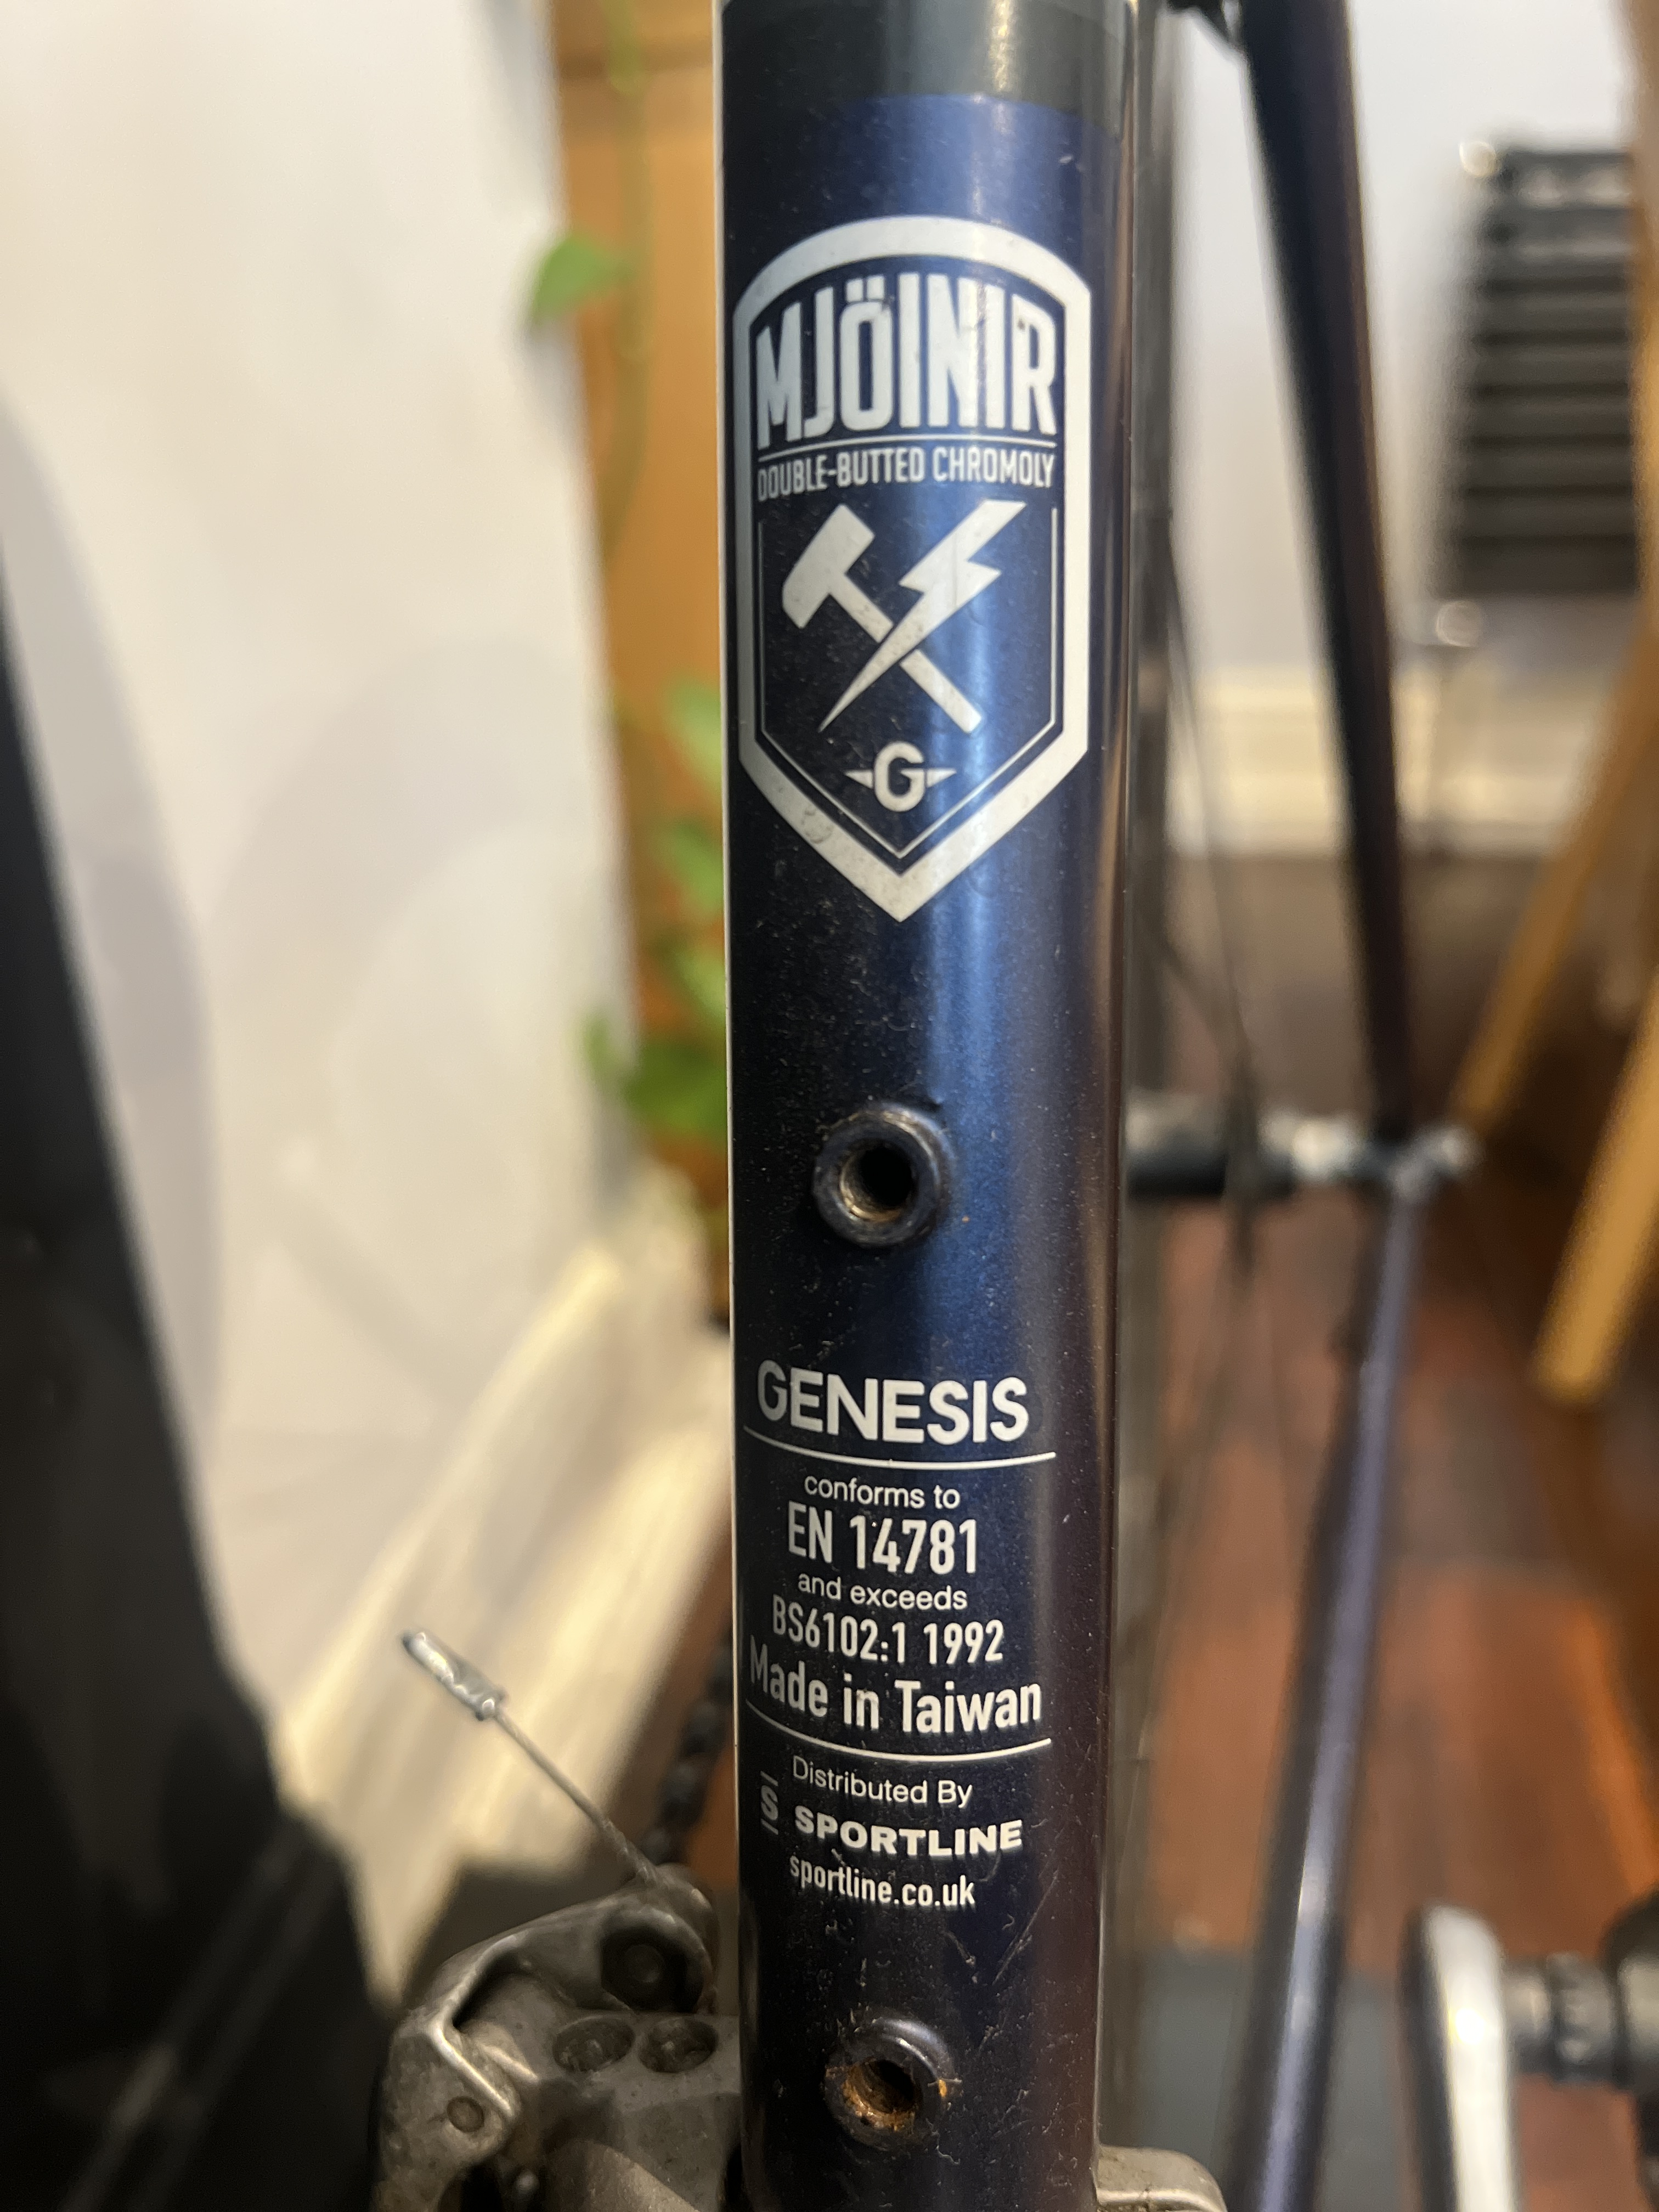 MJÖINIR
DOUBLE-BUTTED CHROMOLY
G
GENESIS
conforms to
EN 14781
and exceeds
BS6102:1 1992
Made in Taiwan
Distributed By
S SPORTLINE
sportline.co.uk